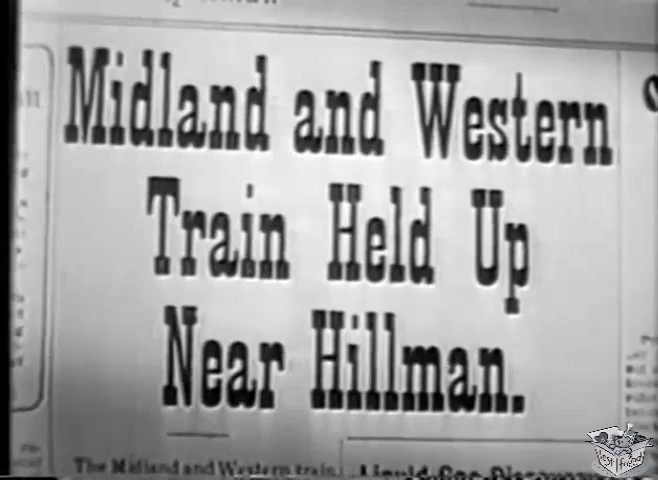 Midland and Western
Train Held Up
Near Hillman.
The Midland and Western train